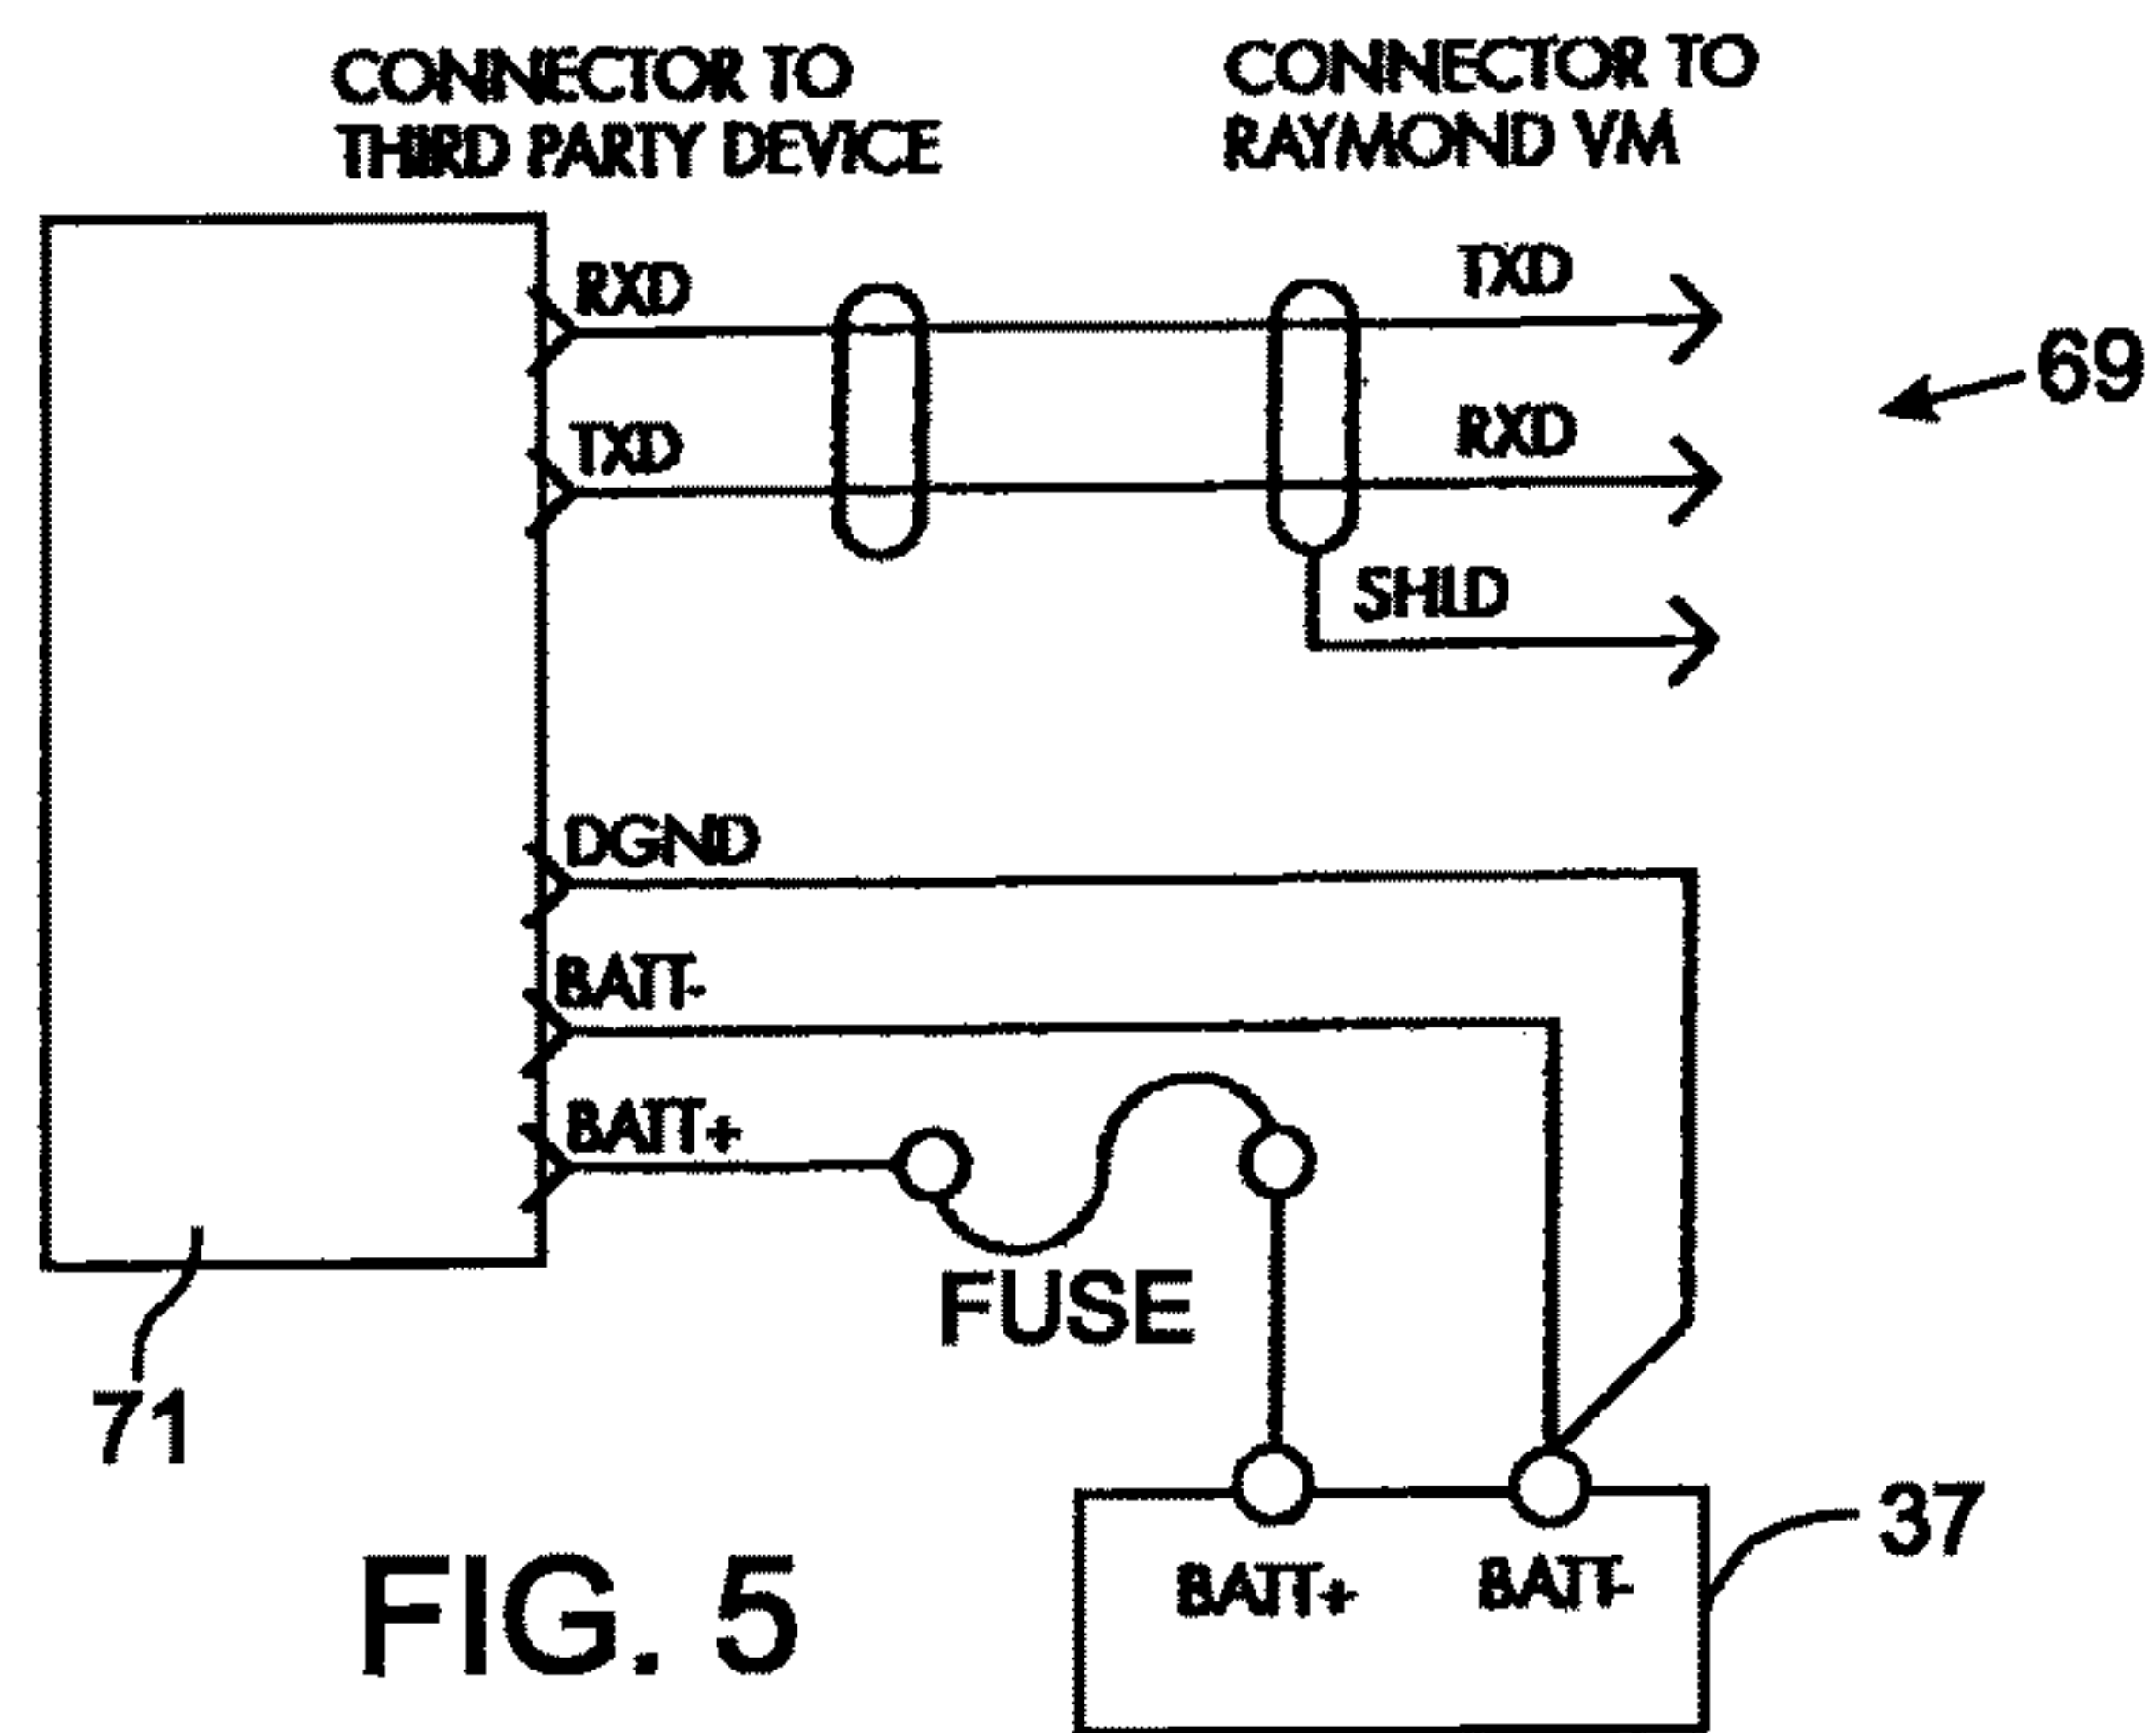 CONNECTOR TO
THIRD PARTY DEVICE
CONNECTOR TO
RAYMOND VM
RXD
TXD
TXD
RXD
SHLD
69
DGND
BATT-
BATT+
FUSE
71
BATT+
BATT-
37
FIG. 5